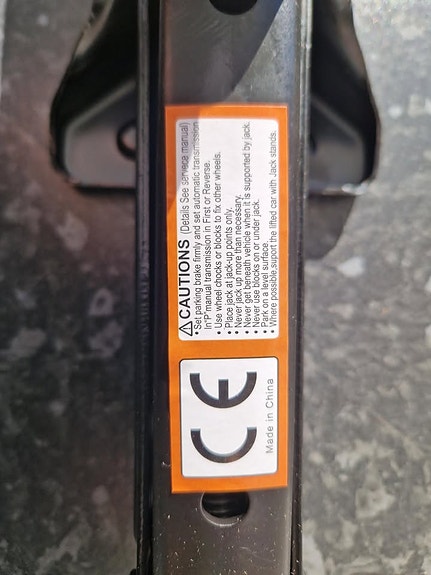 ⚠CAUTIONS (Details See serveca manual)
• Set parking brake firmly and set automatic transmission
In"P"manual transmission in First or Reverse.
• Use wheel chocks or blocks to fix other wheels.
• Place jack at jack-up points only.
• Never jack up more than necessary.
• Never get beneath vehicle when it is supported by jack.
• Never use blocks on or under jack.
• Park on a level surface.
• Where possible,support the lifted car with Jack stands.
CE
Made in China